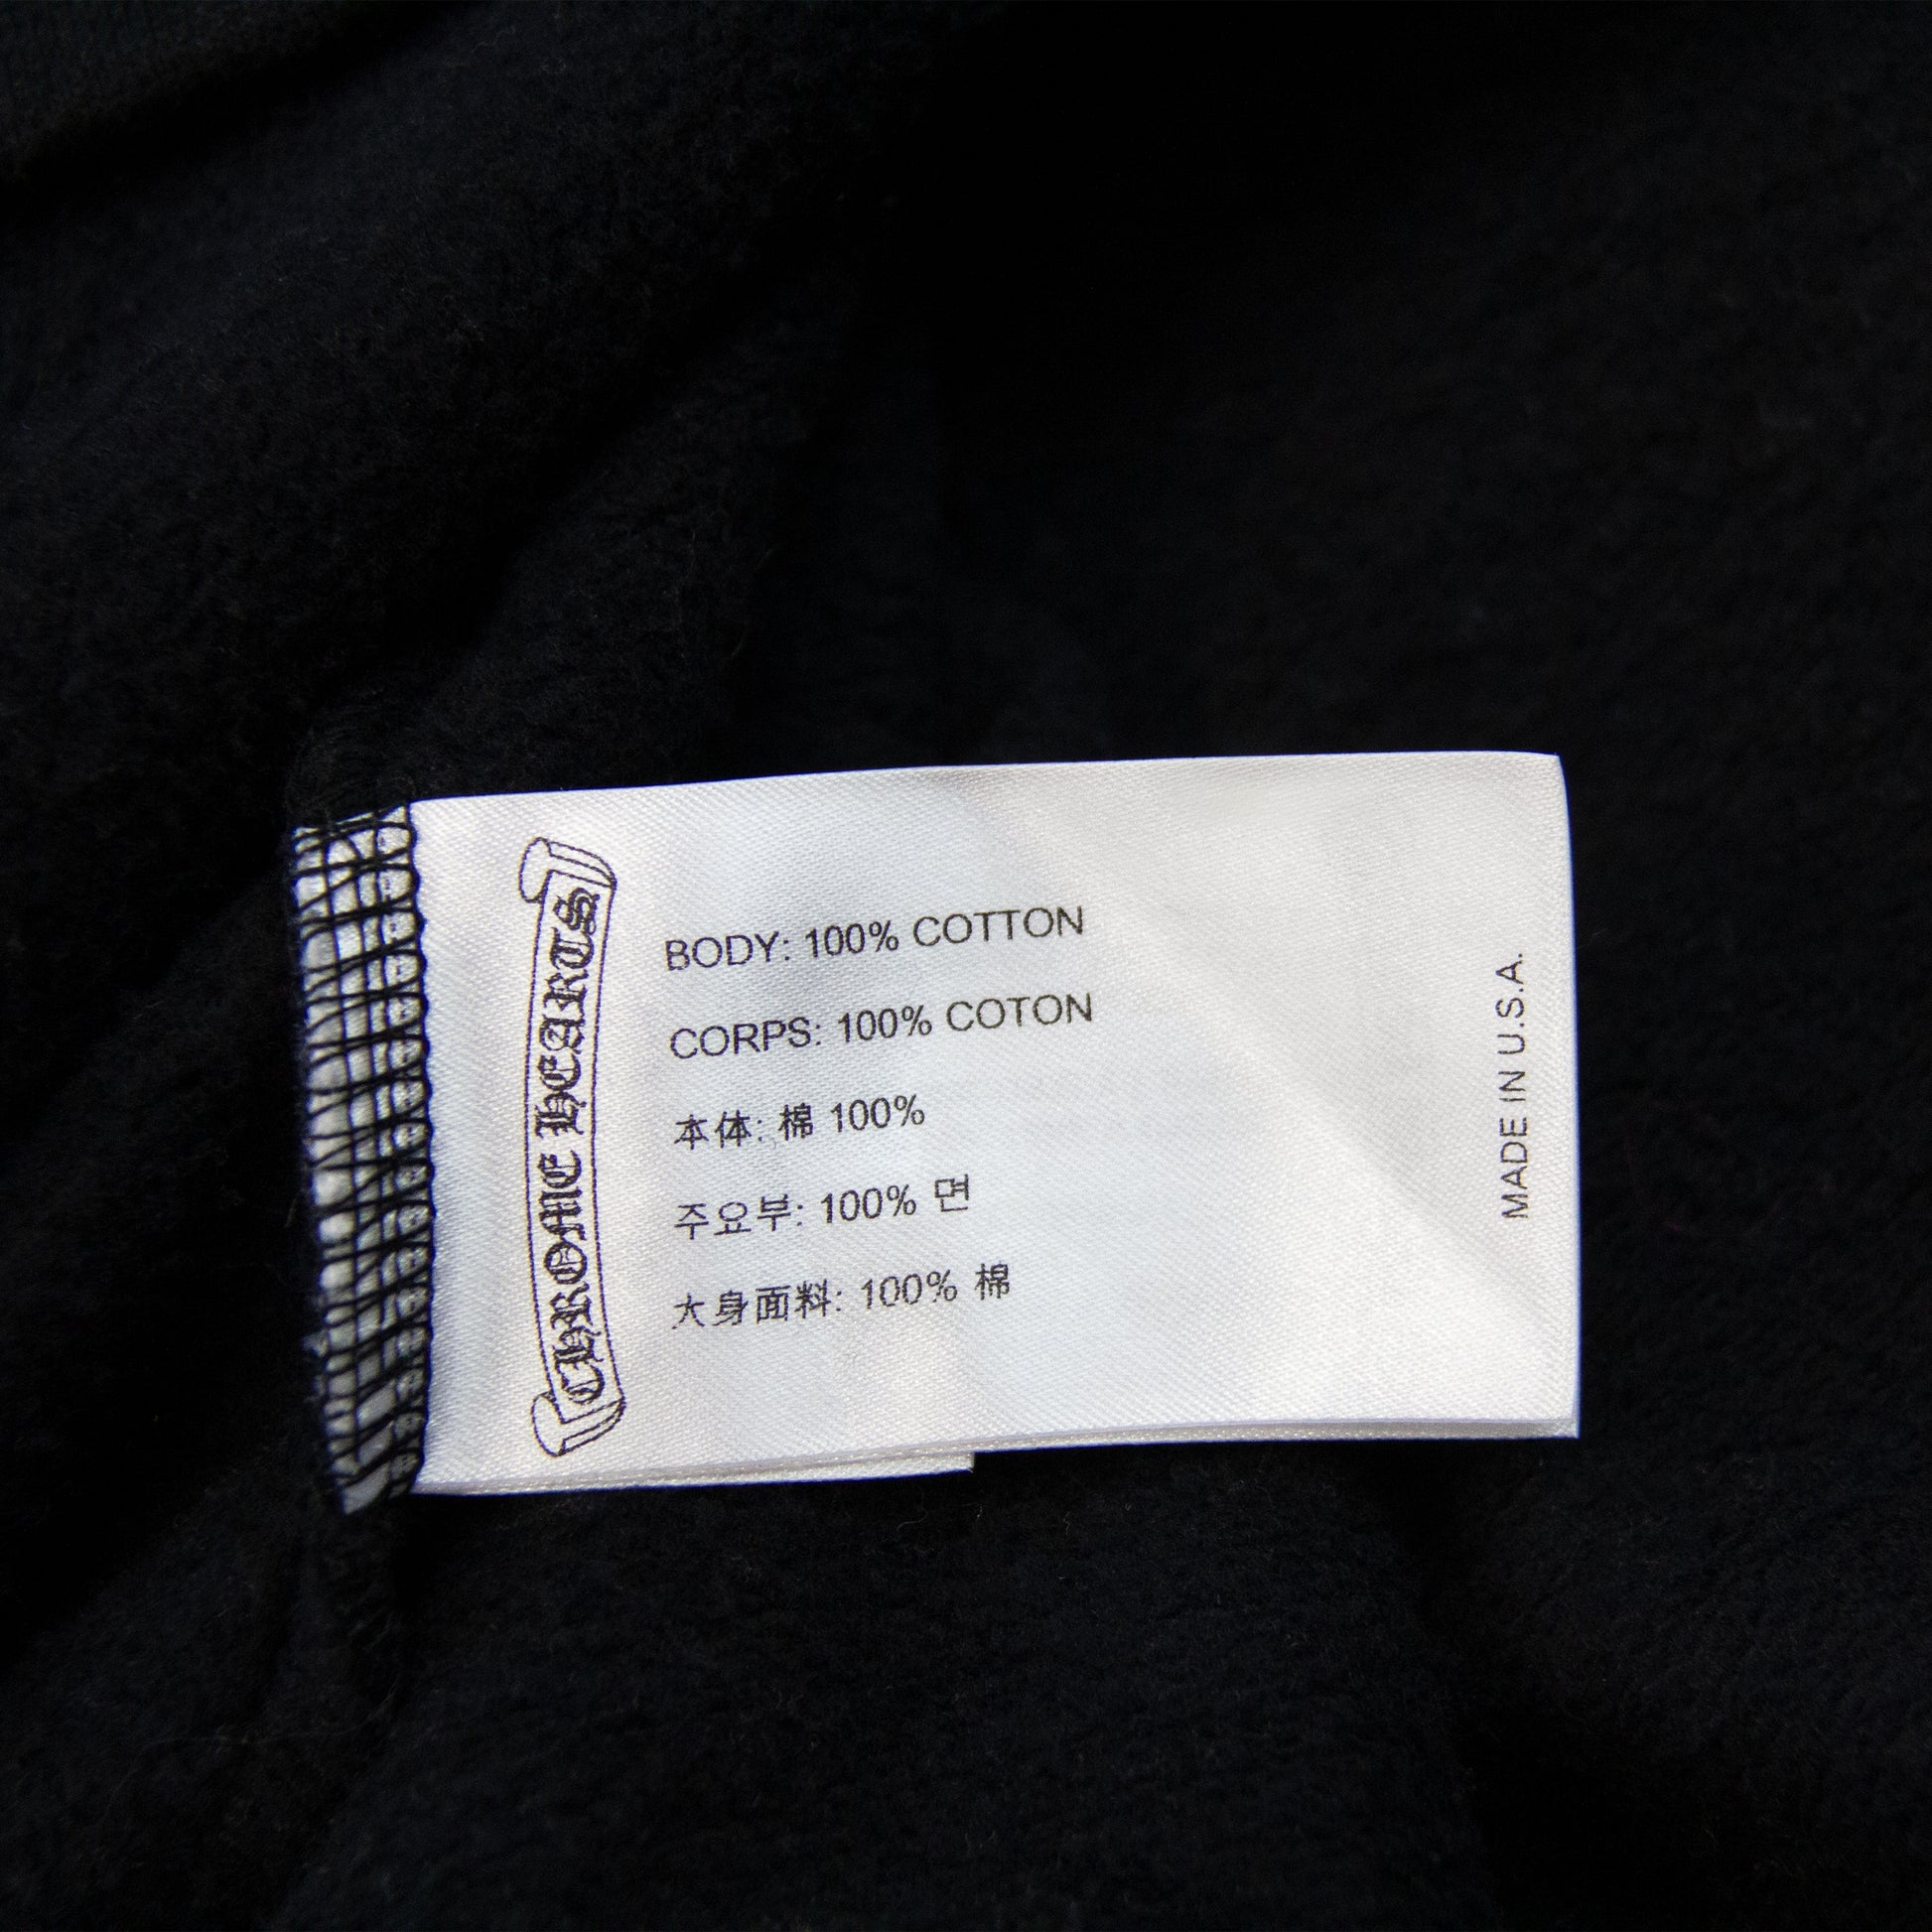 CHROME HEARTS
BODY: 100% COTTON
CORPS: 100% COTON
本体: 棉 100%
주요부: 100% 면
大身面料: 100% 棉
MADE IN U.S.A.